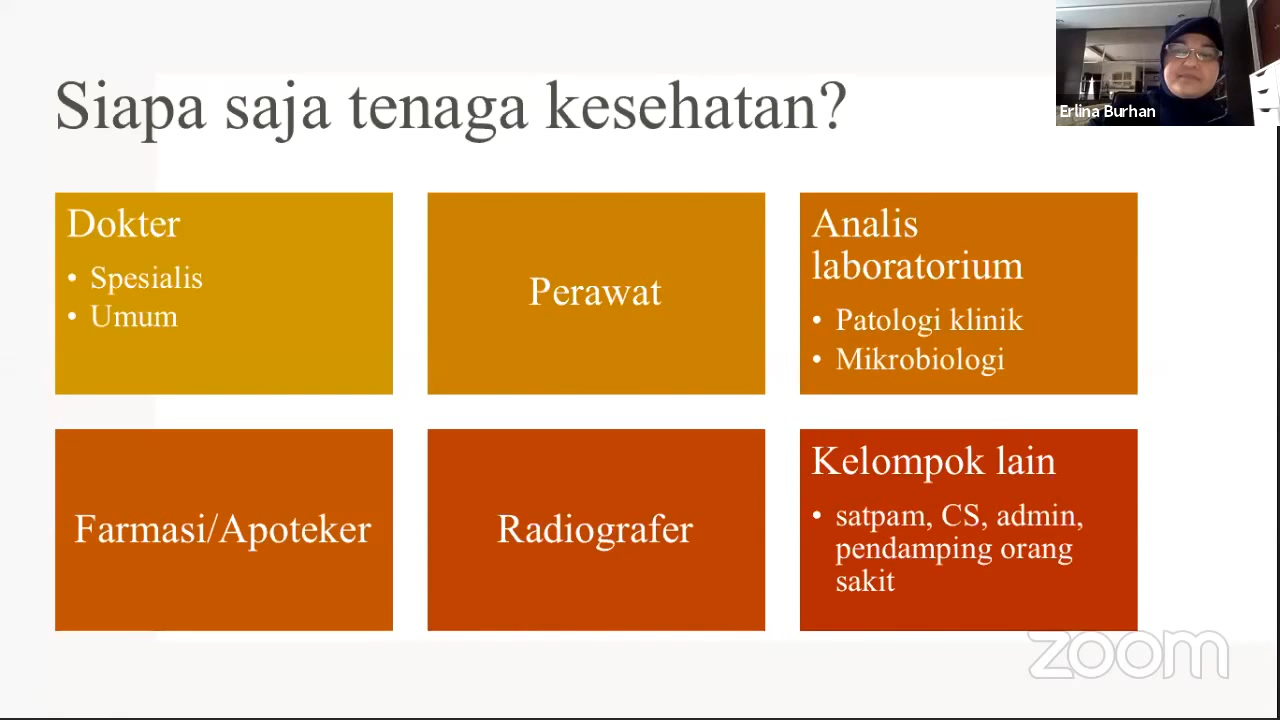 Siapa saja tenaga kesehatan?
Erlina Burhan
Dokter
• Spesialis
• Umum
Perawat
Analis
laboratorium
• Patologi klinik
• Mikrobiologi
Farmasi/Apoteker
Radiografer
Kelompok lain
• satpam, CS, admin,
pendamping orang
sakit
zoom